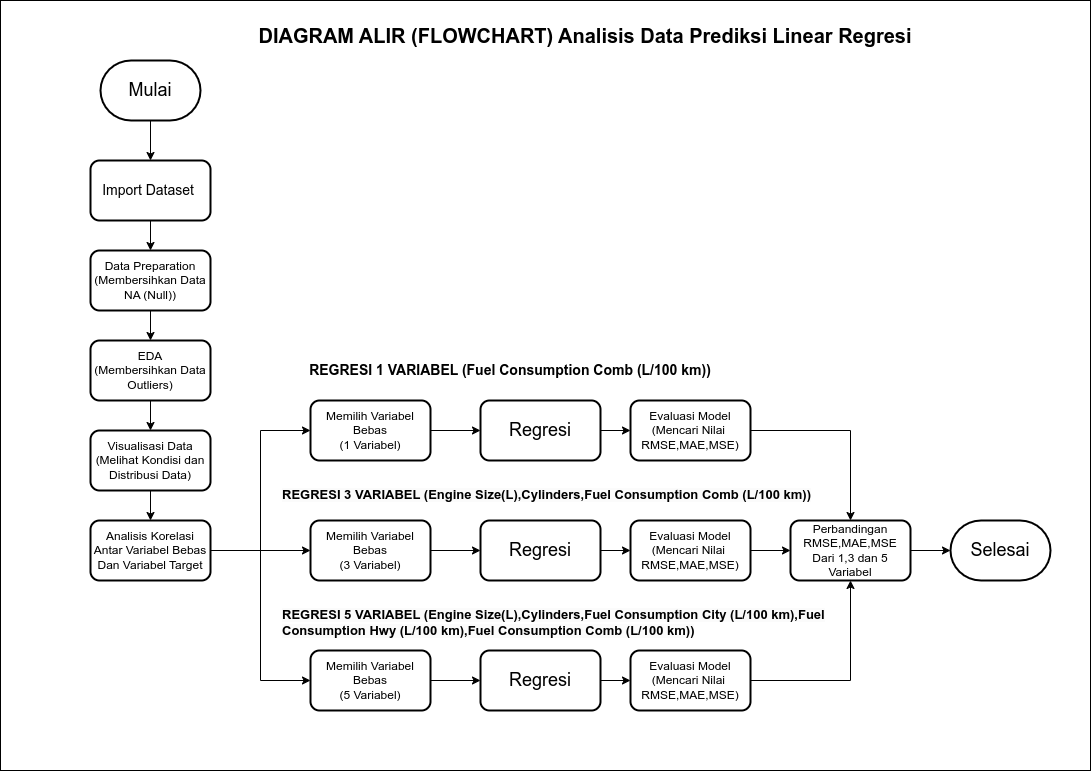 DIAGRAM ALIR (FLOWCHART) Analisis Data Prediksi Linear Regresi
Mulai
Import Dataset
Data Preparation
(Membersihkan Data
NA (Null))
EDA
(Membersihkan Data
Outliers)
Visualisasi Data
(Melihat Kondisi dan
Distribusi Data)
Analisis Korelasi
Antar Variabel Bebas
Dan Variabel Target
REGRESI 1 VARIABEL (Fuel Consumption Comb (L/100 km))
Memilih Variabel
Bebas
(1 Variabel)
Regresi
Evaluasi Model
(Mencari Nilai
RMSE,MAE,MSE)
REGRESI 3 VARIABEL (Engine Size(L),Cylinders,Fuel Consumption Comb (L/100 km))
Memilih Variabel
Bebas
(3 Variabel)
Regresi
Evaluasi Model
(Mencari Nilai
RMSE,MAE,MSE)
REGRESI 5 VARIABEL (Engine Size(L),Cylinders,Fuel Consumption City (L/100 km),Fuel
Consumption Hwy (L/100 km),Fuel Consumption Comb (L/100 km))
Memilih Variabel
Bebas
(5 Variabel)
Regresi
Evaluasi Model
(Mencari Nilai
RMSE,MAE,MSE)
Perbandingan
RMSE,MAE,MSE
Dari 1,3 dan 5
Variabel
Selesai